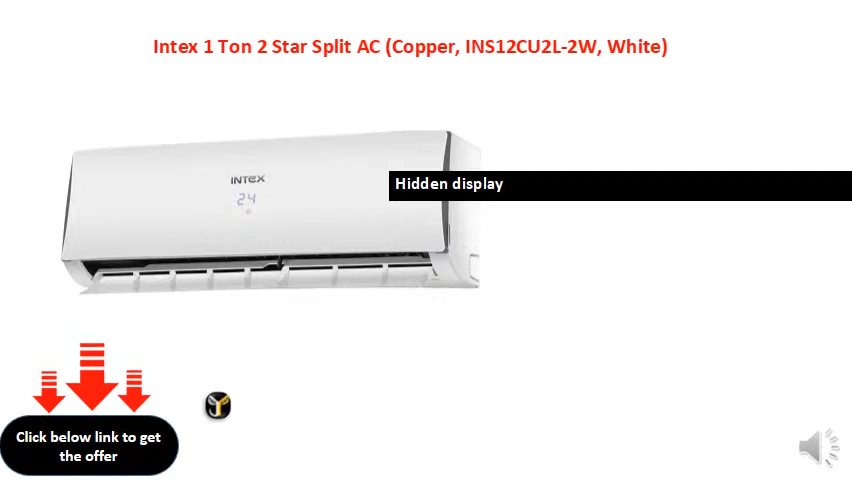 Intex 1 Ton 2 Star Split AC (Copper, INS12CU2L-2W, White)
INTEX
24
Hidden display
Click below link to get
the offer